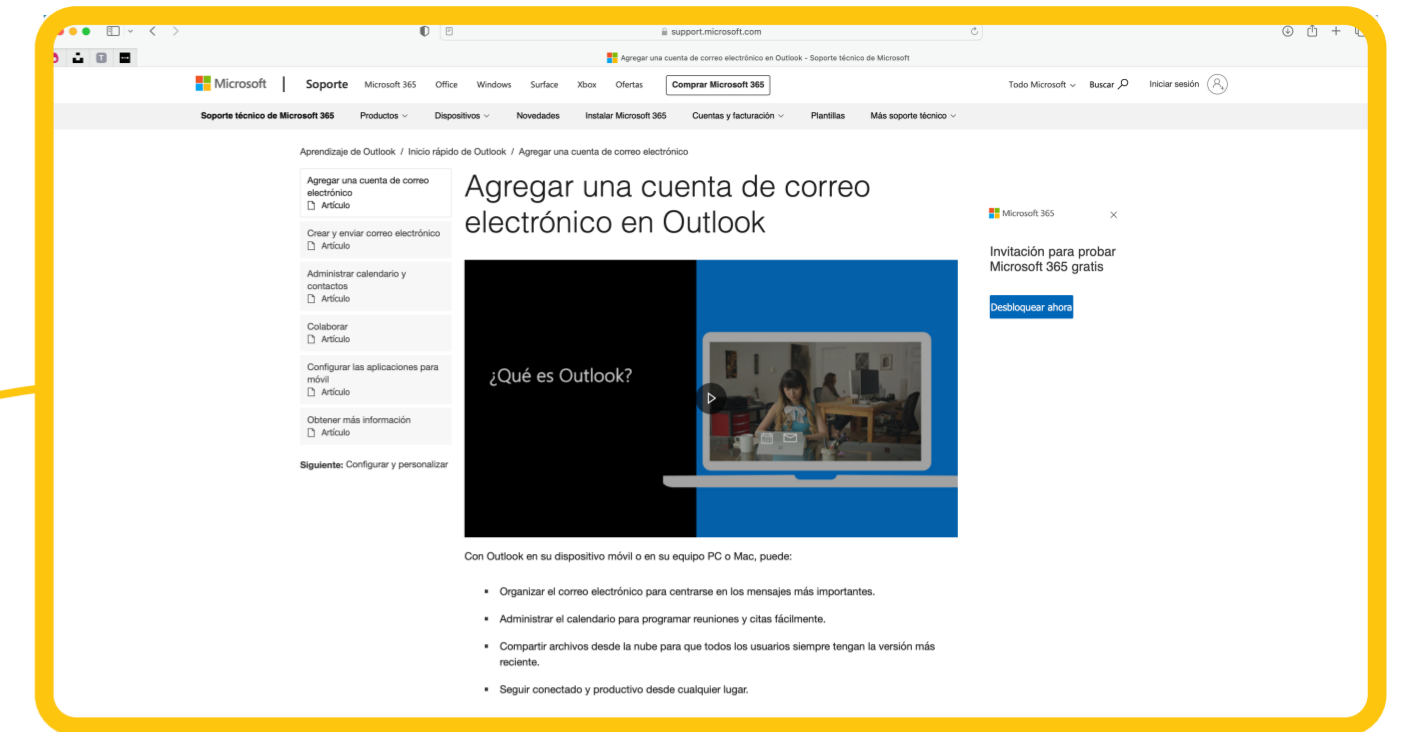 support.microsoft.com
Agregar una cuenta de correo electrónico en Outlook - Soporte técnico de Microsoft
Microsoft | Soporte Microsoft 365 Office Windows Surface Xbox Ofertas Comprar Microsoft 365 Todo Microsoft Buscar Iniciar sesión
Soporte técnico de Microsoft 365 Productos Dispositivos Novedades Instalar Microsoft 365 Cuentas y facturación Plantillas Más soporte técnico
Aprendizaje de Outlook / Inicio rápido de Outlook / Agregar una cuenta de correo electrónico
Agregar una cuenta de correo
electrónico
Artículo
Crear y enviar correo electrónico
Artículo
Administrar calendario y
contactos
Artículo
Colaborar
Artículo
Configurar las aplicaciones para
móvil
Artículo
Obtener más información
Artículo
Siguiente: Configurar y personalizar
Agregar una cuenta de correo
electrónico en Outlook
¿Qué es Outlook?
Con Outlook en su dispositivo móvil o en su equipo PC o Mac, puede:
▪ Organizar el correo electrónico para centrarse en los mensajes más importantes.
▪ Administrar el calendario para programar reuniones y citas fácilmente.
▪ Compartir archivos desde la nube para que todos los usuarios siempre tengan la versión más
reciente.
▪ Seguir conectado y productivo desde cualquier lugar.
Microsoft 365
Invitación para probar
Microsoft 365 gratis
Desbloquear ahora